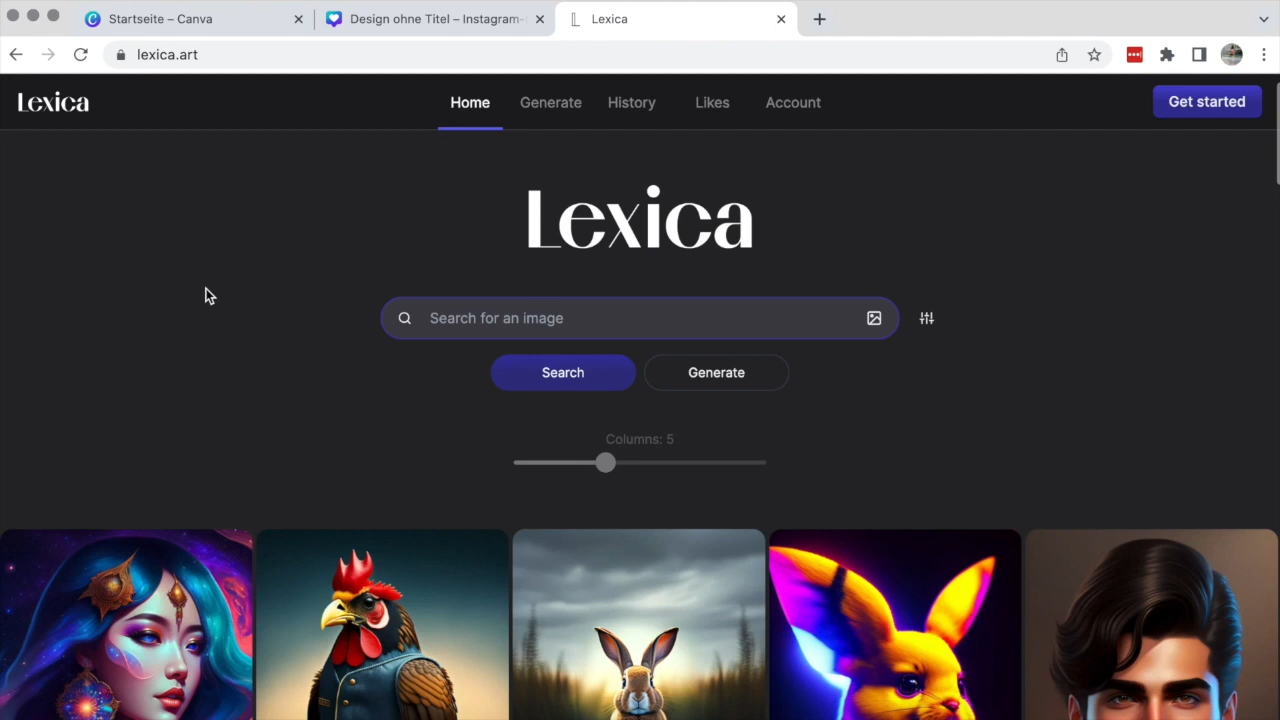 Startseite – Canva
Design ohne Titel – Instagram-
Lexica
lexica.art
Lexica
Home
Generate
History
Likes
Account
Get started
Lexica
Search for an image
Search
Generate
Columns: 5